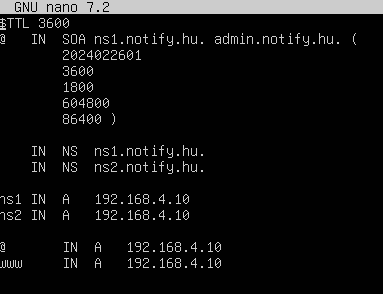 GNU nano 7.2
$TTL 3600
@ IN SOA ns1.notify.hu. admin.notify.hu. (
2024022601
3600
1800
604800
86400 )
IN NS ns1.notify.hu.
IN NS ns2.notify.hu.
ns1 IN A 192.168.4.10
ns2 IN A 192.168.4.10
@ IN A 192.168.4.10
www IN A 192.168.4.10